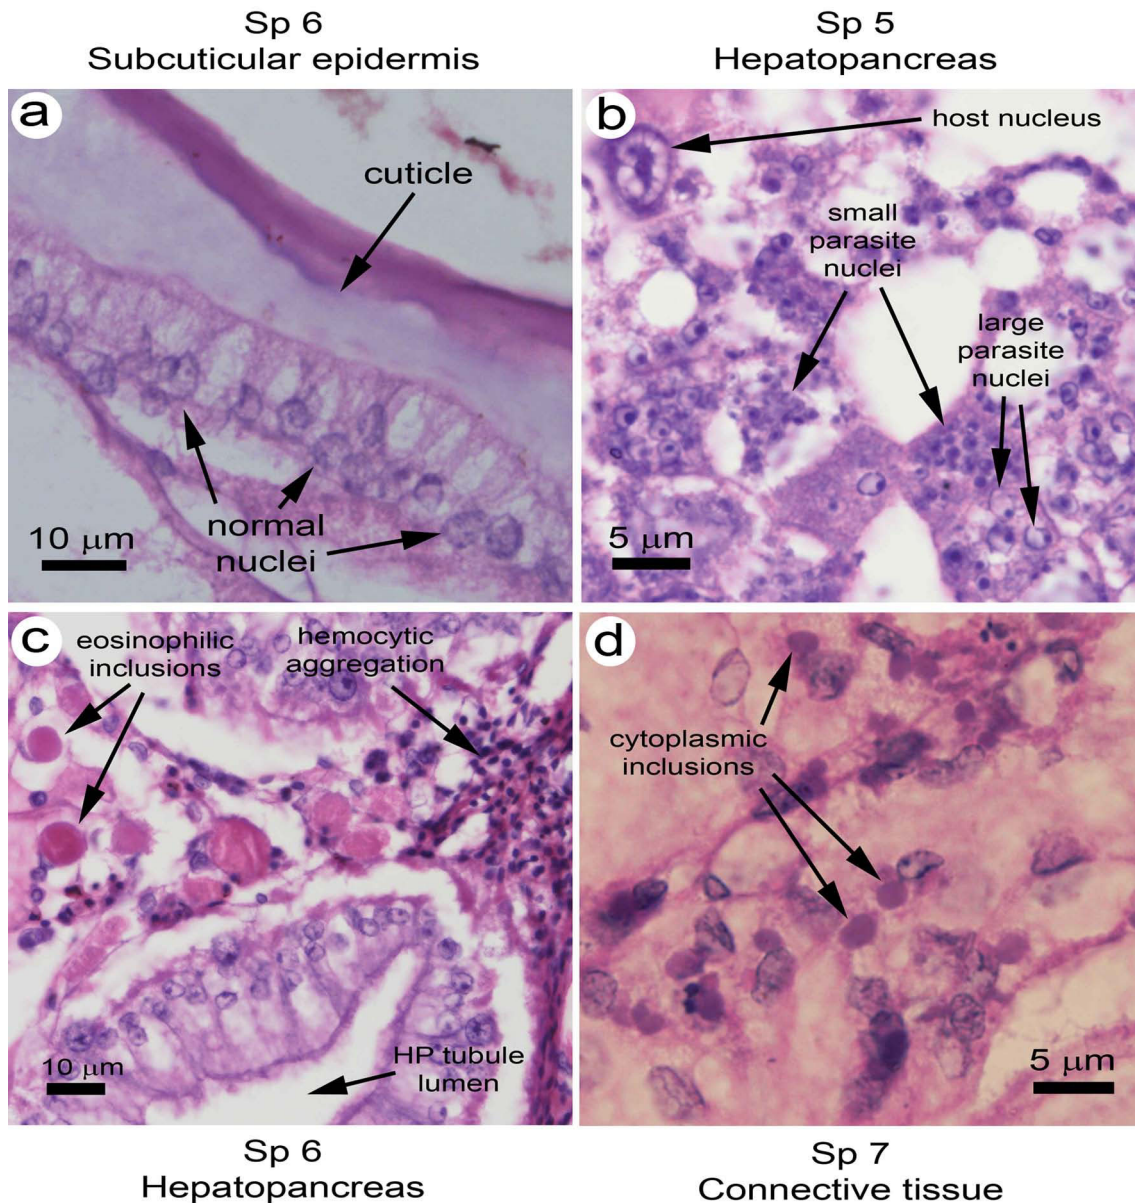 Sp 6
Subcuticular epidermis
Sp 5
Hepatopancreas
a
cuticle
normal
nuclei
10 μm
b
host nucleus
small
parasite
nuclei
large
parasite
nuclei
5 μm
c
eosinophilic
inclusions
hemocytic
aggregation
HP tubule
lumen
10 μm
d
cytoplasmic
inclusions
5 μm
Sp 6
Hepatopancreas
Sp 7
Connective tissue